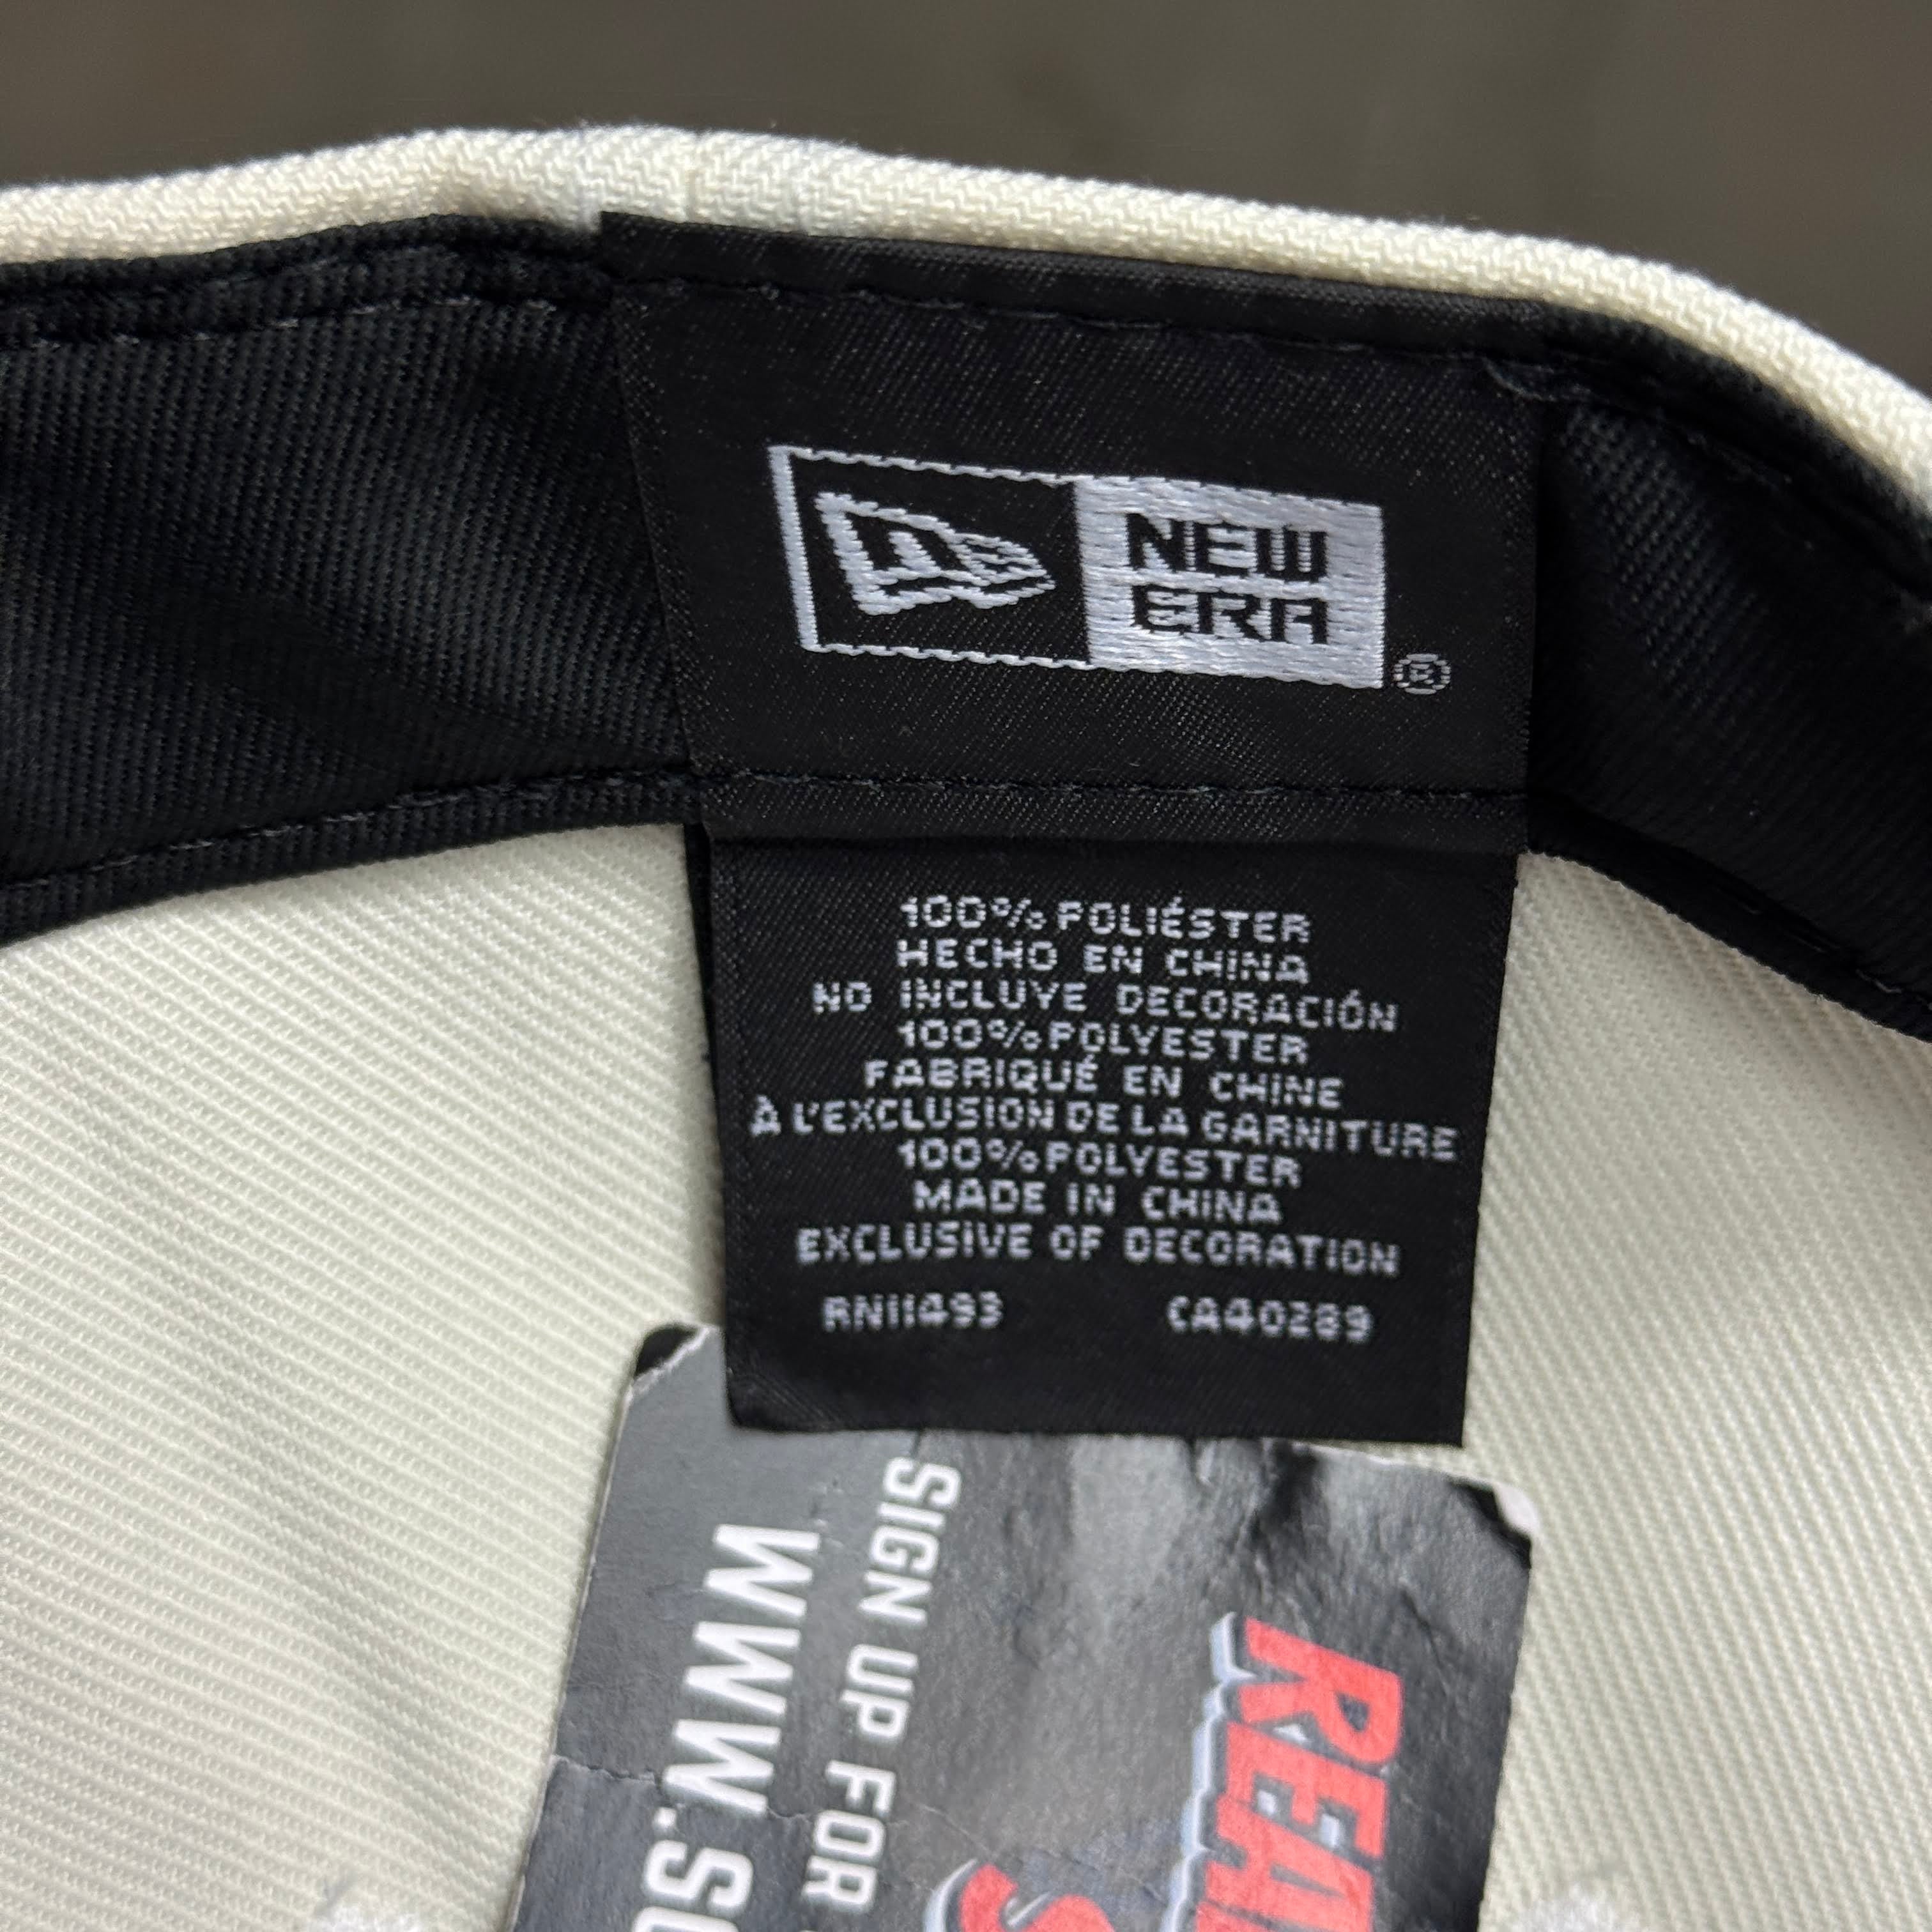 NEW
ERA
®
100% POLIÉSTER
HECHO EN CHINA
NO INCLUYE DECORACIÓN
100% POLYESTER
FABRIQUÉ EN CHINE
À L'EXCLUSION DE LA GARNITURE
100% POLYESTER
MADE IN CHINA
EXCLUSIVE OF DECORATION
RN11493 CA40289
SIGN UP FOR
WWW.